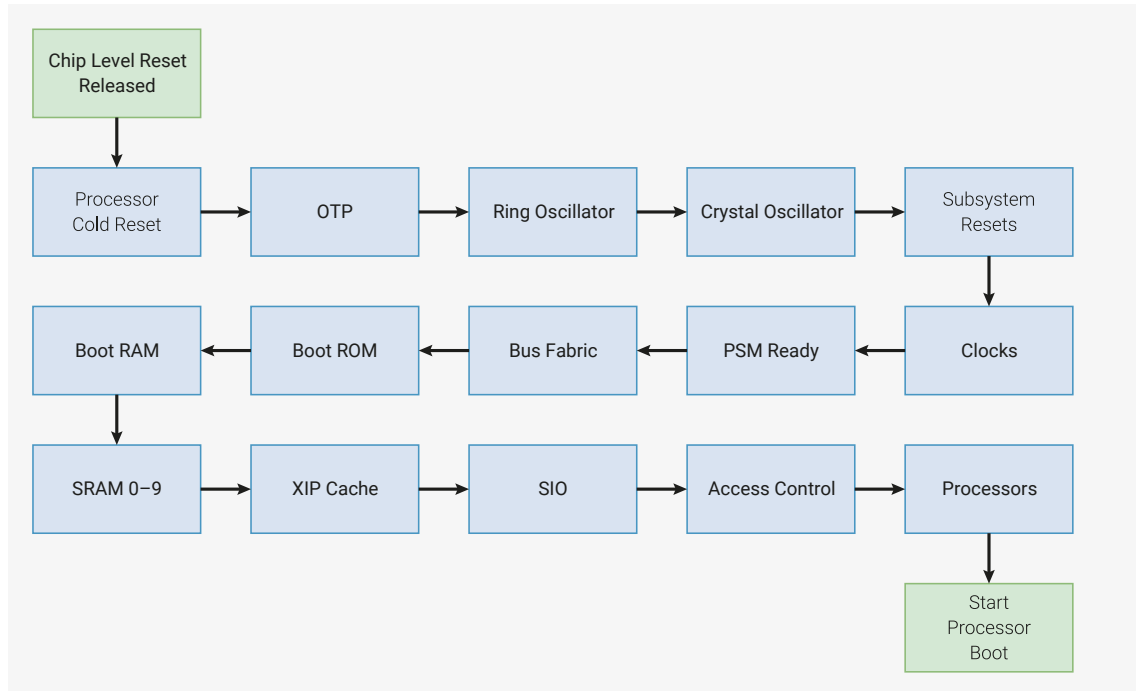 Chip Level Reset
Released
Processor
Cold Reset
OTP
Ring Oscillator
Crystal Oscillator
Subsystem
Resets
Boot RAM
Boot ROM
Bus Fabric
PSM Ready
Clocks
SRAM 0–9
XIP Cache
SIO
Access Control
Processors
Start
Processor
Boot